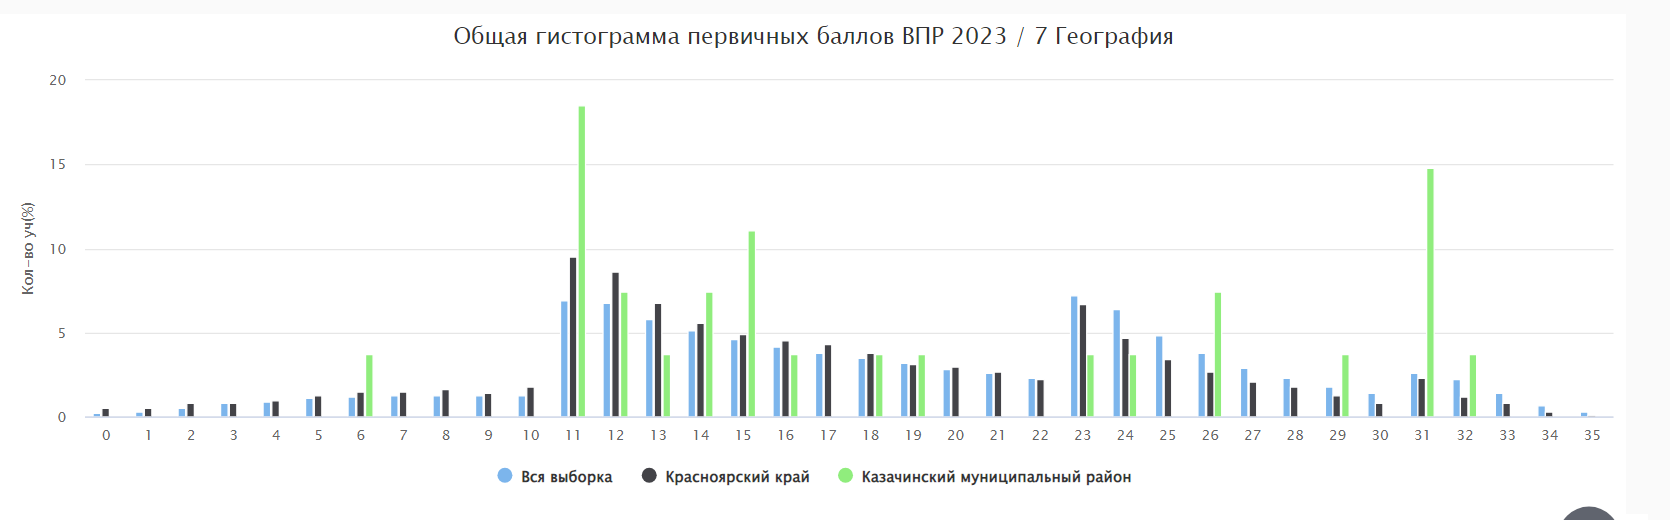 Общая гистограмма первичных баллов ВПР 2023 / 7 География
20
15
10
5
0
Кол-во уч(%)
0 1 2 3 4 5 6 7 8 9 10 11 12 13 14 15 16 17 18 19 20 21 22 23 24 25 26 27 28 29 30 31 32 33 34 35
Вся выборка Красноярский край Казачинский муниципальный район